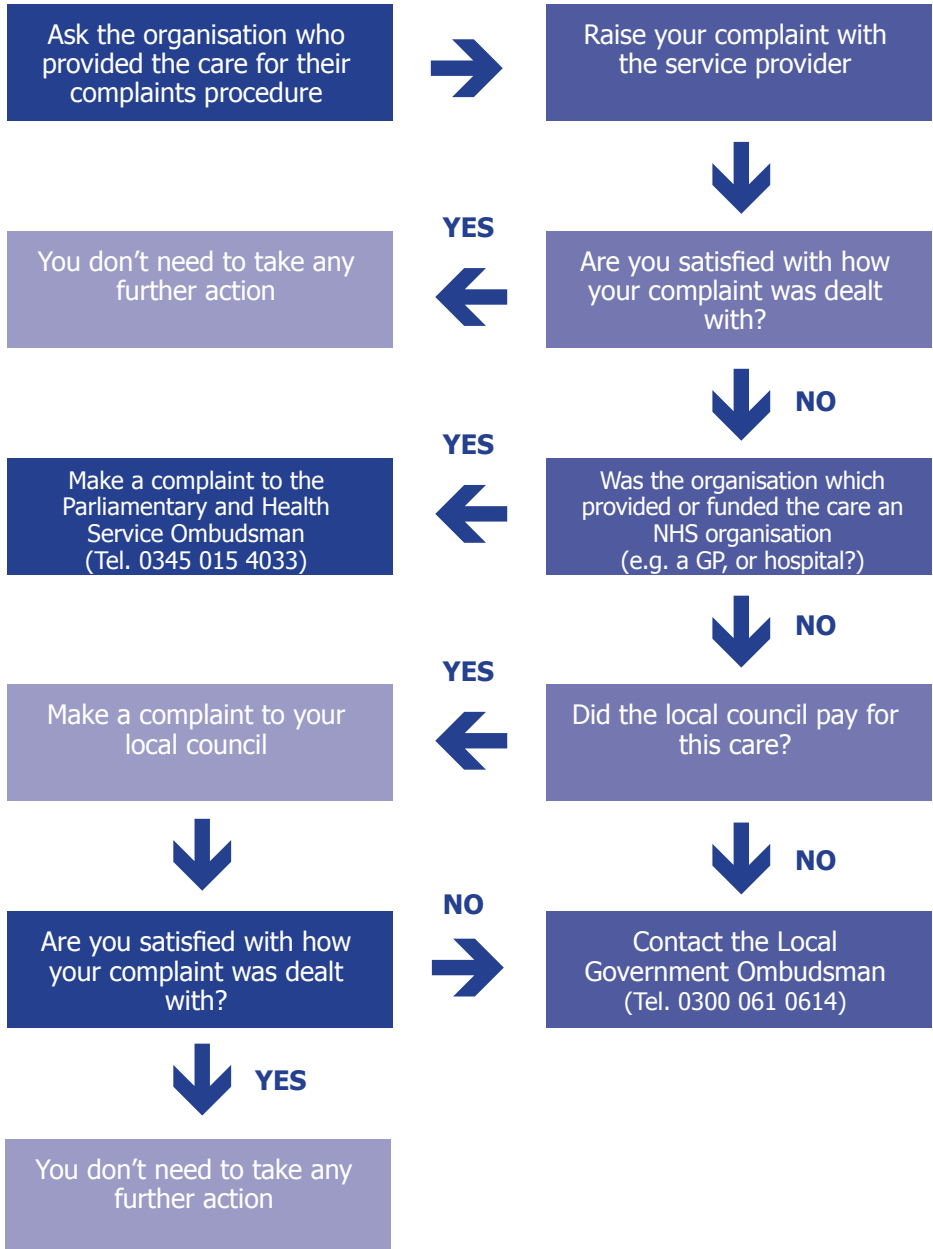 Ask the organisation who
provided the care for their
complaints procedure
Raise your complaint with
the service provider
YES
You don't need to take any
further action
Are you satisfied with how
your complaint was dealt
with?
NO
YES
Make a complaint to the
Parliamentary and Health
Service Ombudsman
(Tel. 0345 015 4033)
Was the organisation which
provided or funded the care an
NHS organisation
(e.g. a GP, or hospital?)
NO
YES
Make a complaint to your
local council
Did the local council pay for
this care?
NO
NO
Are you satisfied with how
your complaint was dealt
with?
Contact the Local
Government Ombudsman
(Tel. 0300 061 0614)
YES
You don't need to take any
further action